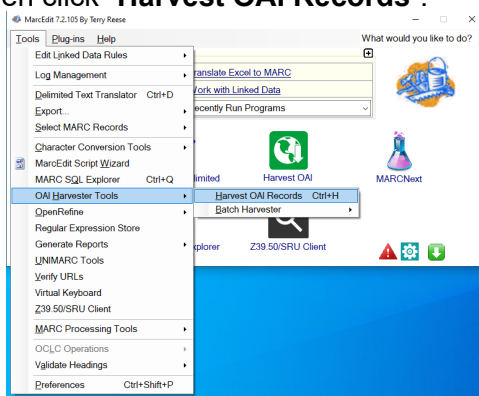 en click "Harvest OAI Records".
MarcEdit 7.2.105 By Terry Reese
Tools Plug-ins Help What would you like to do?
Edit Linked Data Rules
Log Management
Delimited Text Translator Ctrl+D
Export...
Select MARC Records
Character Conversion Tools
MarcEdit Script Wizard
MARC SQL Explorer Ctrl+Q
OAI Harvester Tools
OpenRefine
Regular Expression Store
Generate Reports
UNIMARC Tools
Verify URLs
Virtual Keyboard
Z39.50/SRU Client
MARC Processing Tools
OCLC Operations
Validate Headings
Preferences Ctrl+Shift+P
ranslate Excel to MARC
ork with Linked Data
ecently Run Programs
limited Harvest OAI MARCNext
Harvest OAI Records Ctrl+H
Batch Harvester
xplorer Z39.50/SRU Client